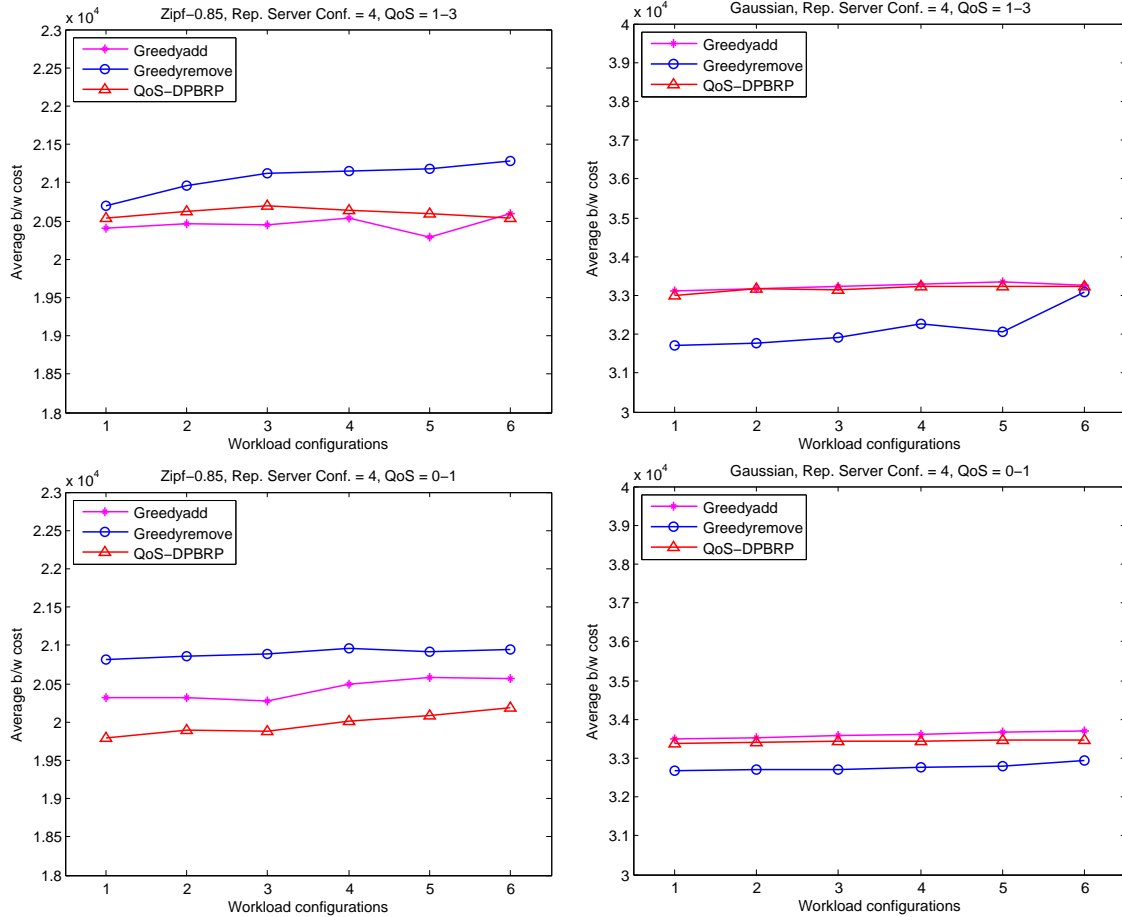 Zipf−0.85, Rep. Server Conf. = 4, QoS = 1−3
x 10^4
2.3
2.25
2.2
2.15
2.1
2.05
2
1.95
1.9
1.85
1.8
Average b/w cost
Greedyadd
Greedyremove
QoS−DPBRP
1 2 3 4 5 6
Workload configurations
Gaussian, Rep. Server Conf. = 4, QoS = 1−3
x 10^4
4
3.9
3.8
3.7
3.6
3.5
3.4
3.3
3.2
3.1
3
Average b/w cost
Greedyadd
Greedyremove
QoS−DPBRP
1 2 3 4 5 6
Workload configurations
Zipf−0.85, Rep. Server Conf. = 4, QoS = 0−1
x 10^4
2.3
2.25
2.2
2.15
2.1
2.05
2
1.95
1.9
1.85
1.8
Average b/w cost
Greedyadd
Greedyremove
QoS−DPBRP
1 2 3 4 5 6
Workload configurations
Gaussian, Rep. Server Conf. = 4, QoS = 0−1
x 10^4
4
3.9
3.8
3.7
3.6
3.5
3.4
3.3
3.2
3.1
3
Average b/w cost
Greedyadd
Greedyremove
QoS−DPBRP
1 2 3 4 5 6
Workload configurations